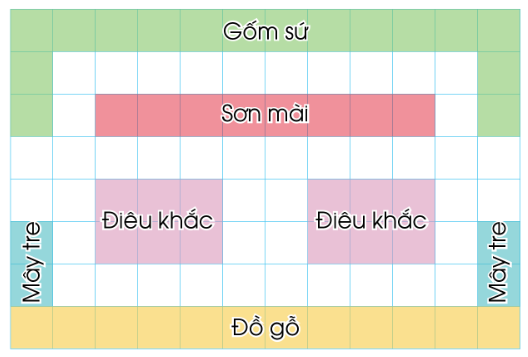 Gốm sứ
Sơn mài
Điêu khắc
Điêu khắc
Mây tre
Mây tre
Đồ gỗ